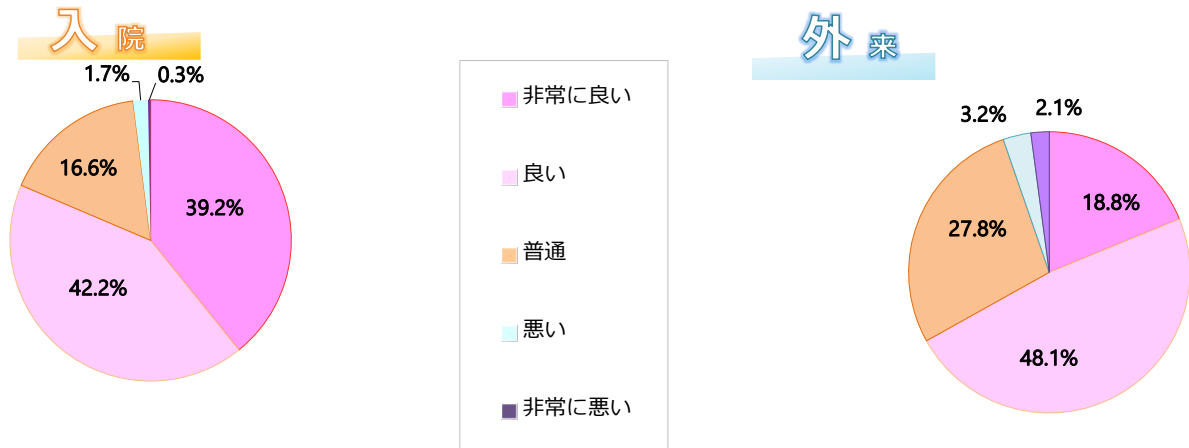 入院
1.7%
0.3%
16.6%
39.2%
42.2%
非常に良い
良い
普通
悪い
非常に悪い
外来
3.2%
2.1%
18.8%
27.8%
48.1%